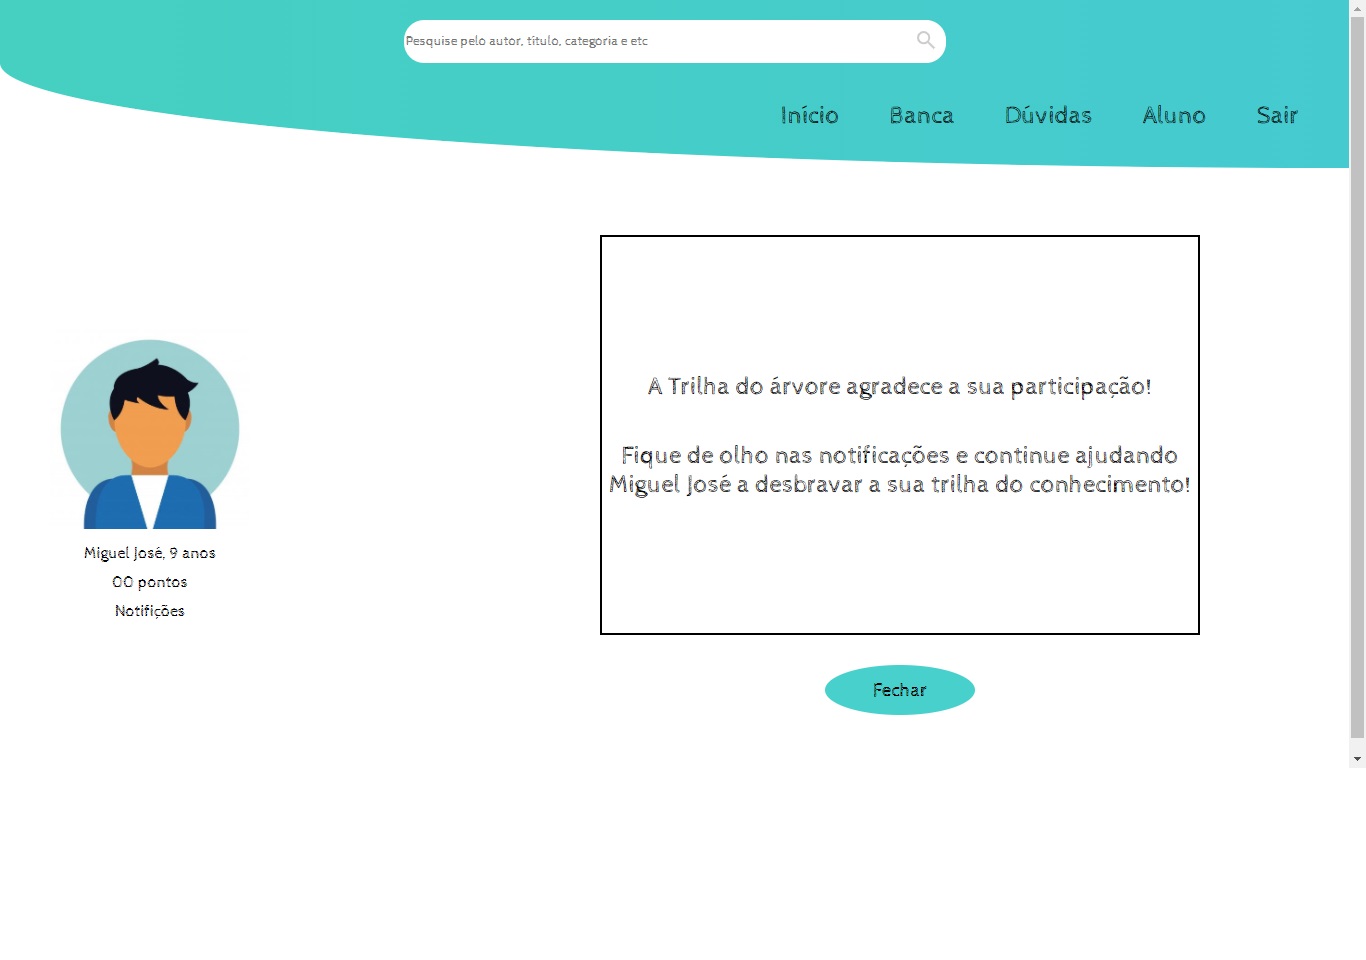 Pesquise pelo autor, título, categoria e etc
Início Banca Dúvidas Aluno Sair
A Trilha do árvore agradece a sua participação!
Fique de olho nas notificações e continue ajudando
Miguel José a desbravar a sua trilha do conhecimento!
Miguel José, 9 anos
00 pontos
Notifições
Fechar